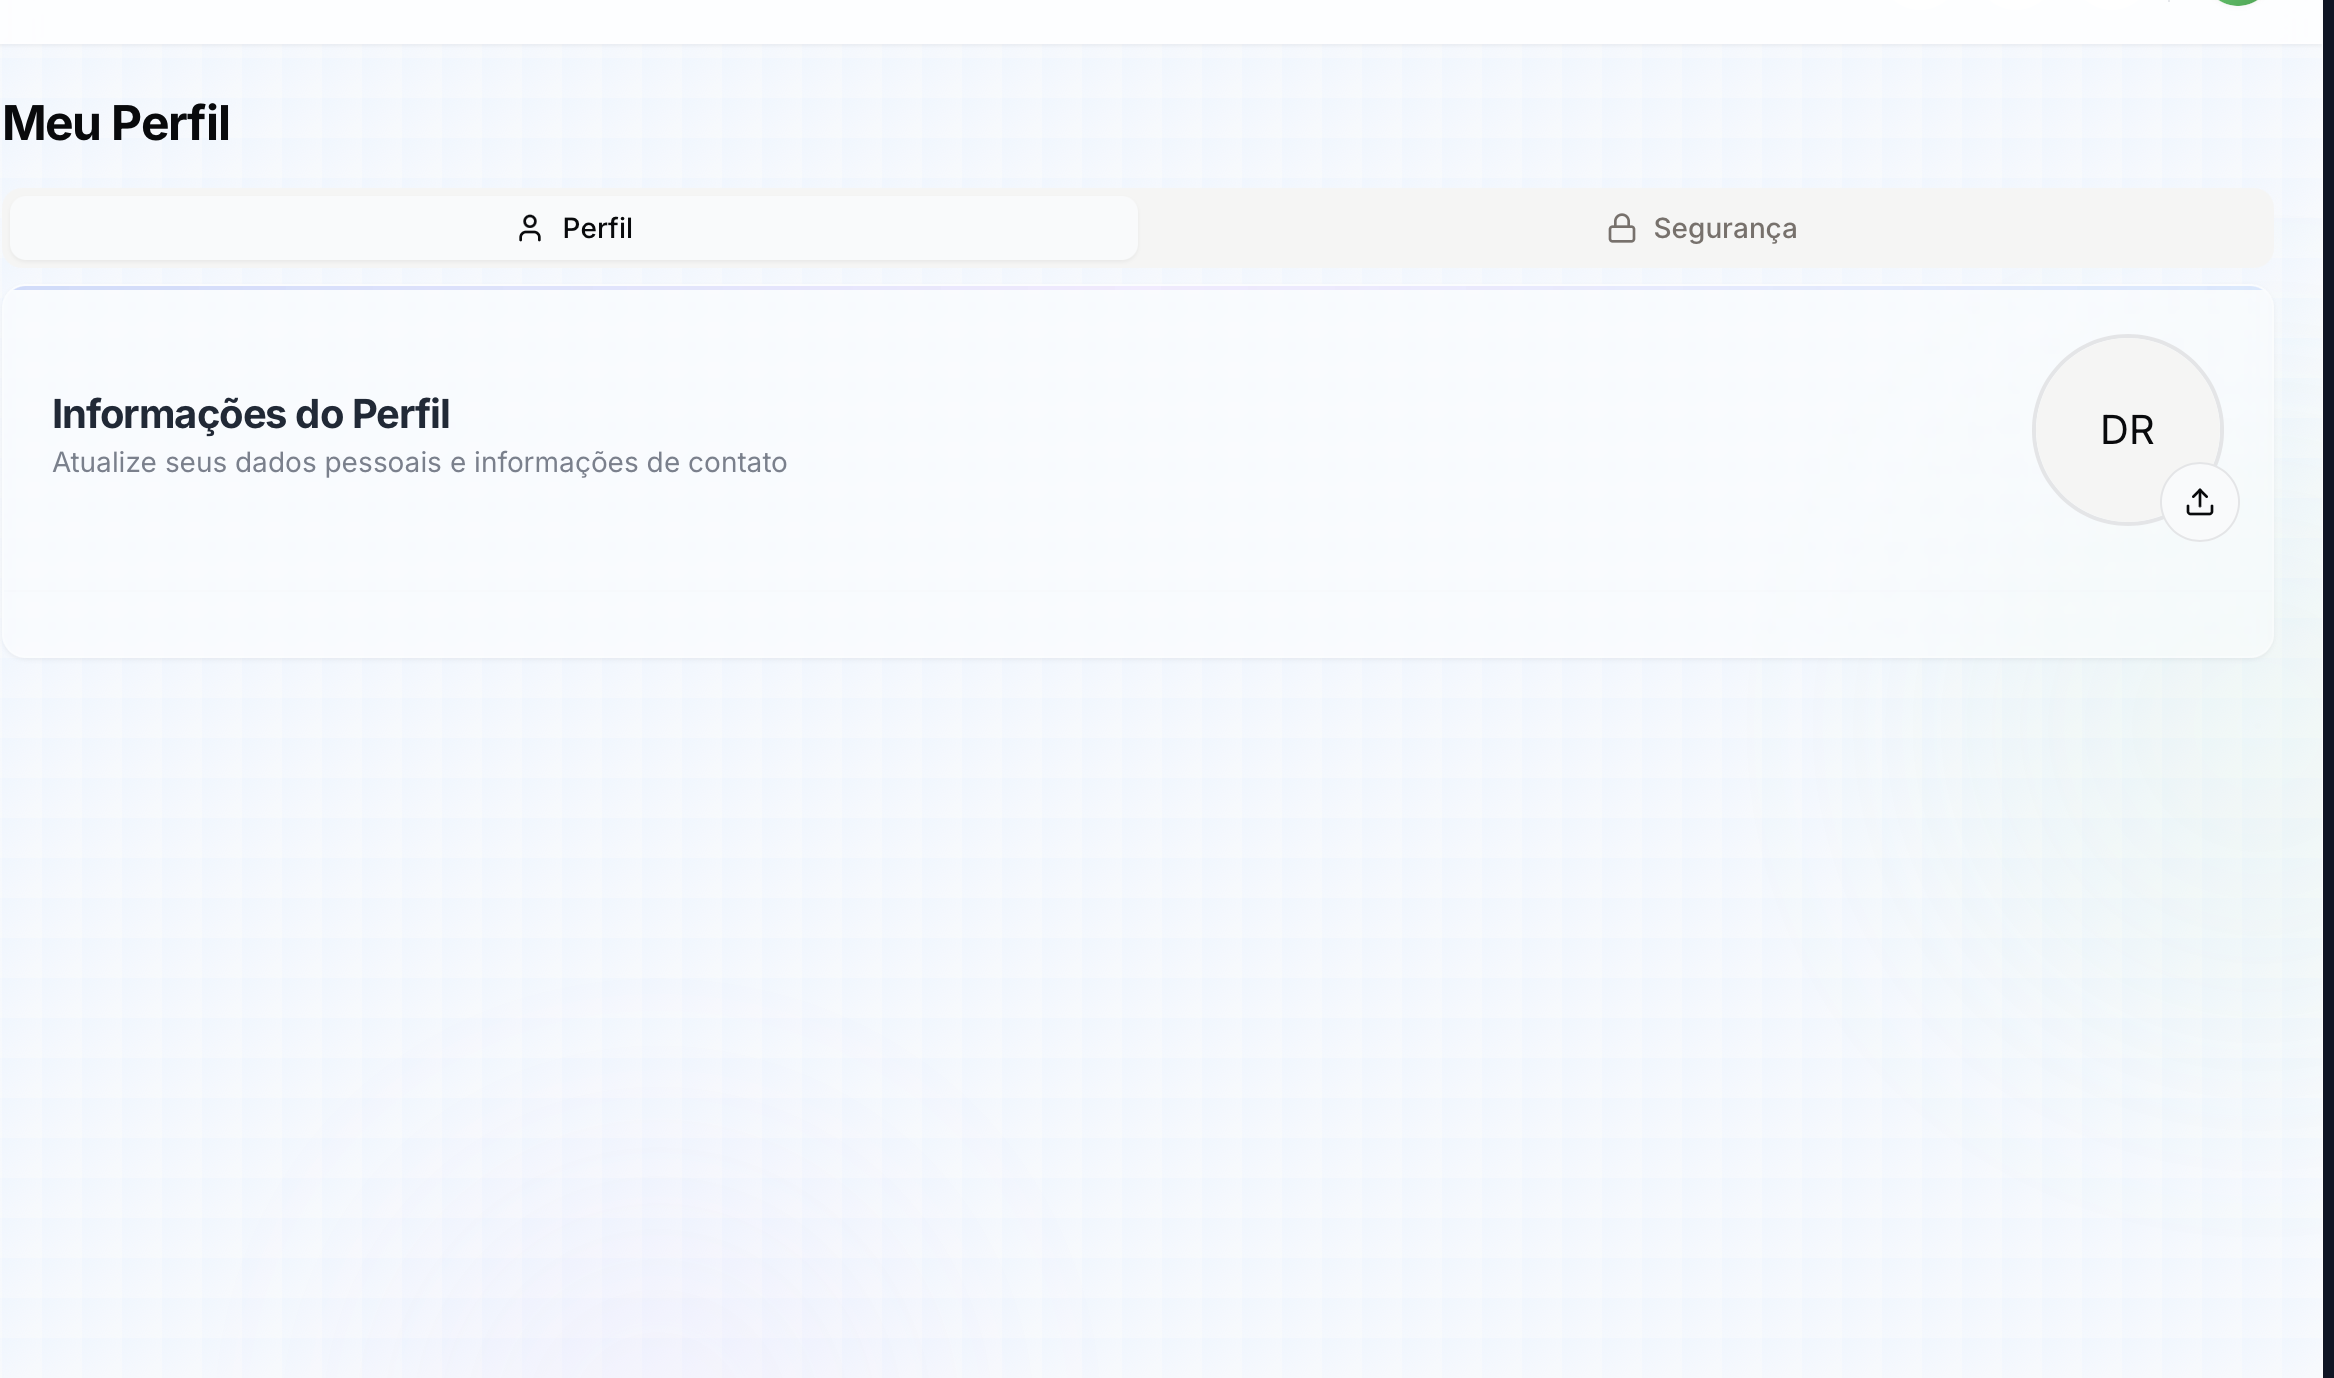 Meu Perfil
Perfil
Segurança
Informações do Perfil
Atualize seus dados pessoais e informações de contato
DR